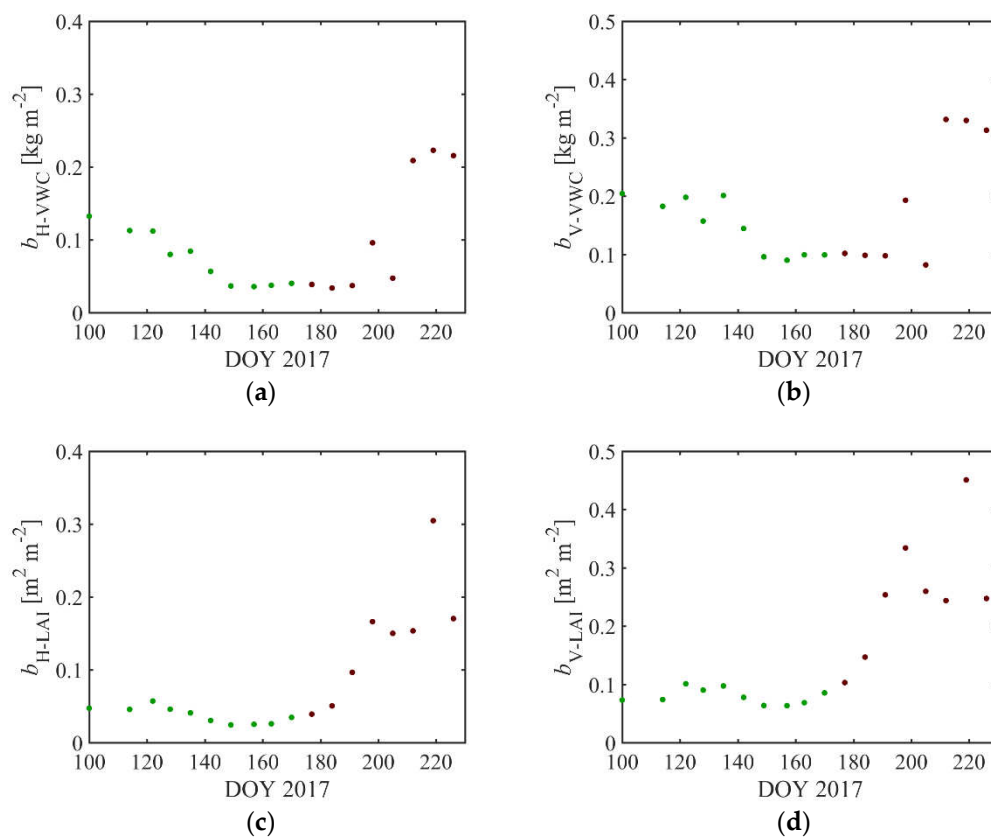 0.4
0.3
0.2
0.1
0
b_H-VWC [kg m^-2]
100 120 140 160 180 200 220
DOY 2017
(a)
0.5
0.4
0.3
0.2
0.1
0
b_V-VWC [kg m^-2]
100 120 140 160 180 200 220
DOY 2017
(b)
0.4
0.3
0.2
0.1
0
b_H-LAI [m^2 m^-2]
100 120 140 160 180 200 220
DOY 2017
(c)
0.5
0.4
0.3
0.2
0.1
0
b_V-LAI [m^2 m^-2]
100 120 140 160 180 200 220
DOY 2017
(d)